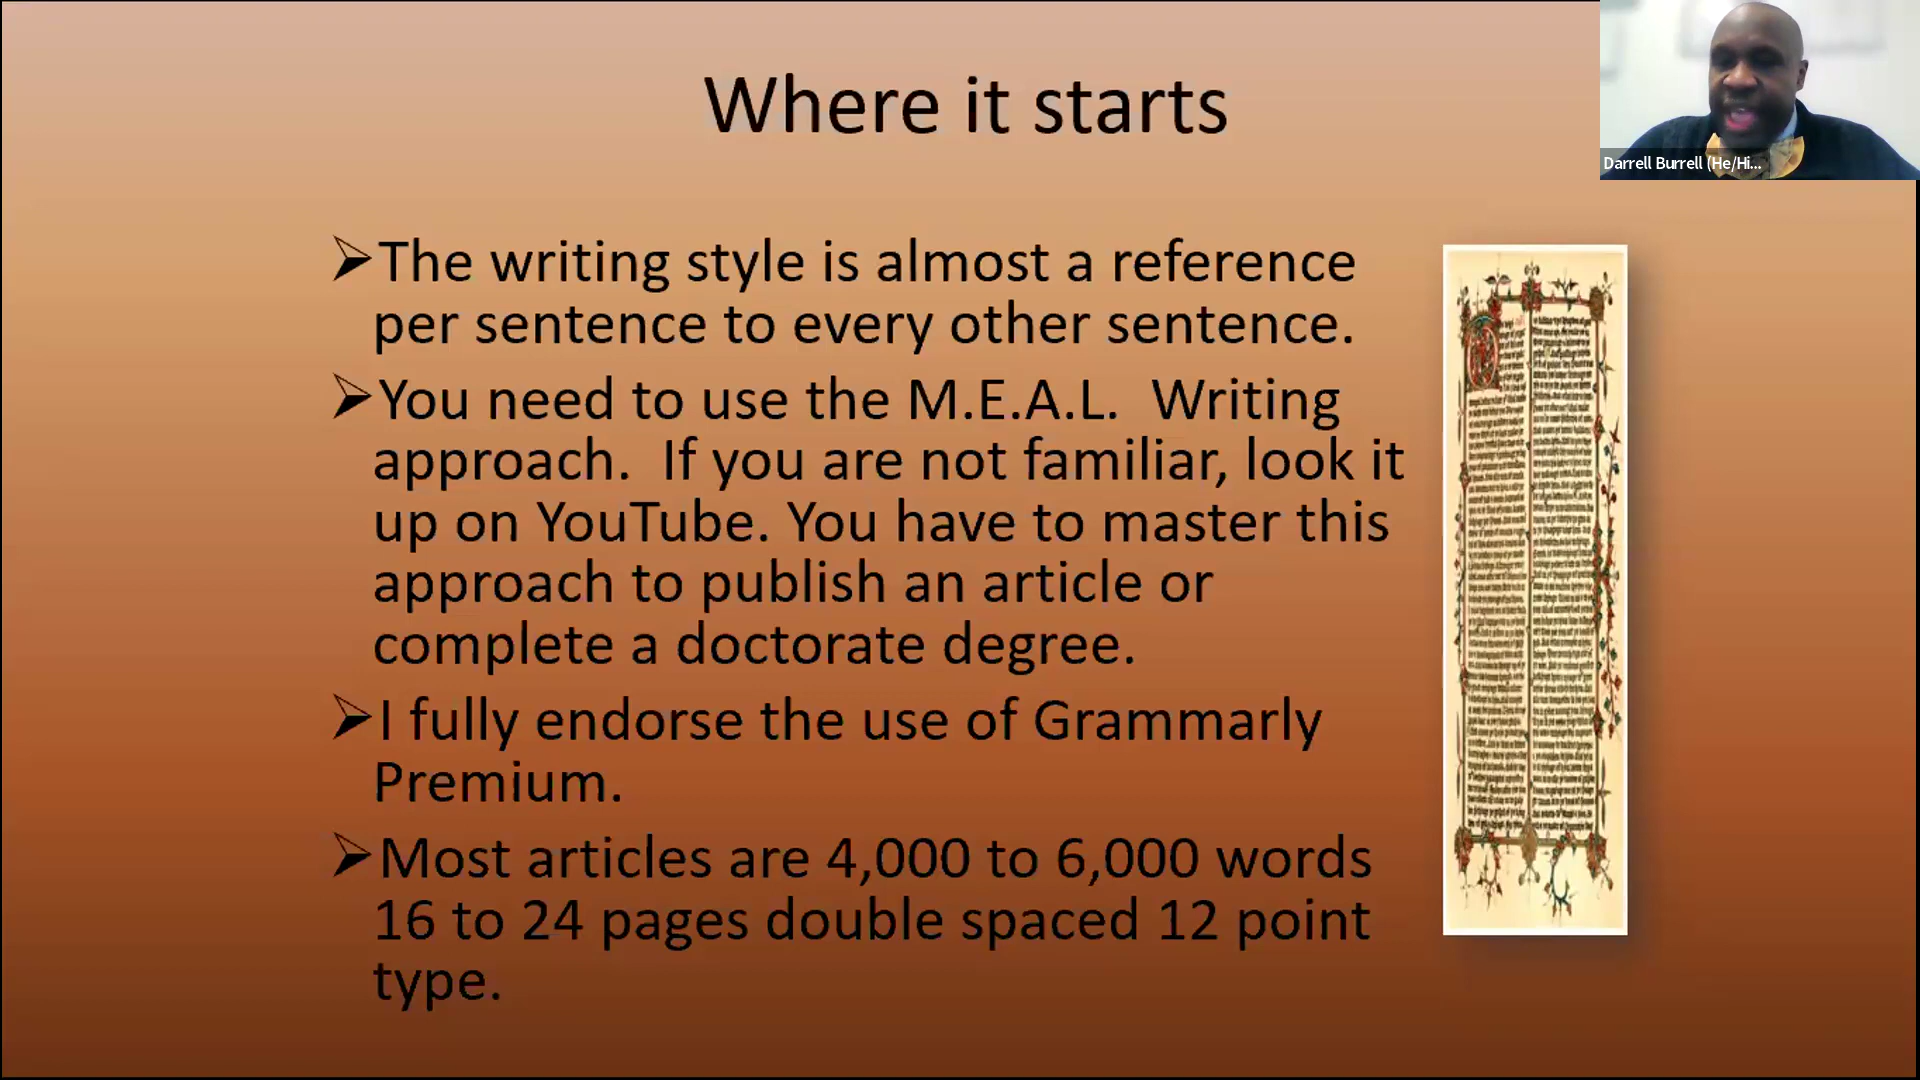 Where it starts
Darrell Burrell (He/Hi...
The writing style is almost a reference
per sentence to every other sentence.
You need to use the M.E.A.L.  Writing
approach.  If you are not familiar, look it
up on YouTube. You have to master this
approach to publish an article or
complete a doctorate degree.
I fully endorse the use of Grammarly
Premium.
Most articles are 4,000 to 6,000 words
16 to 24 pages double spaced 12 point
type.